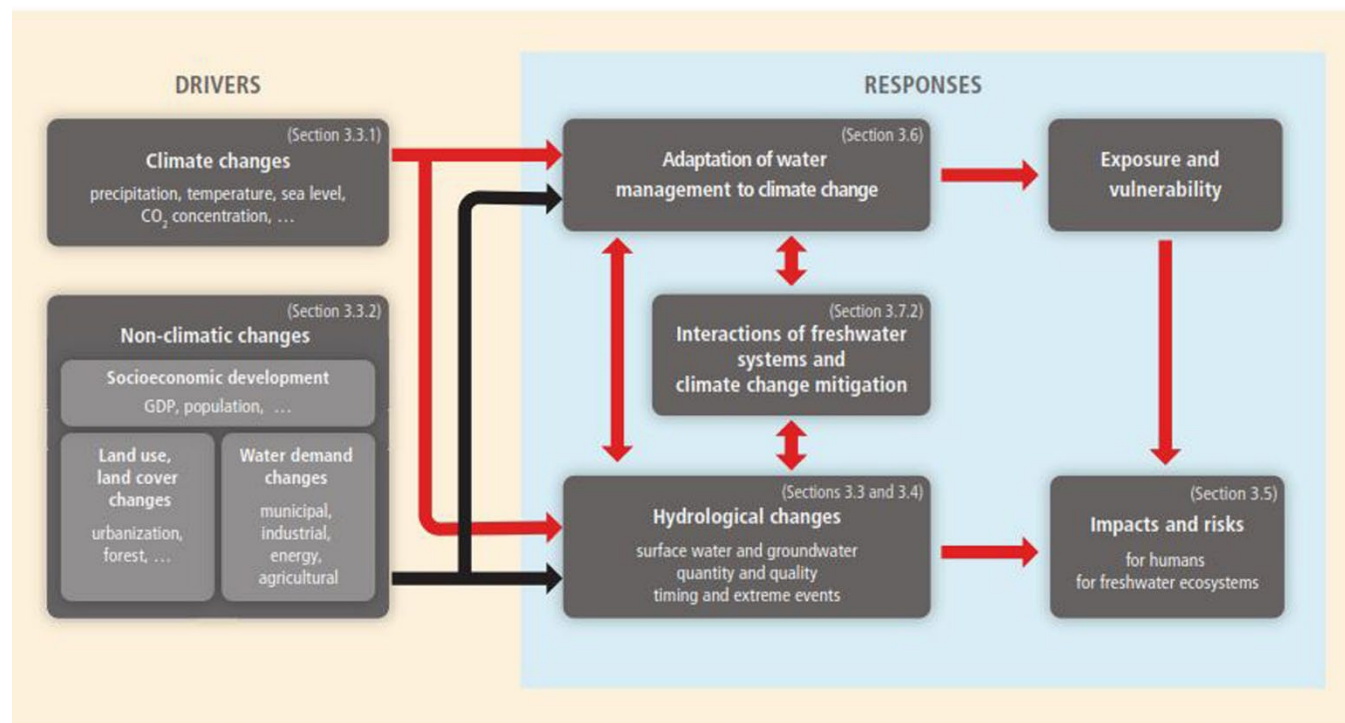 DRIVERS
(Section 3.3.1)
Climate changes
precipitation, temperature, sea level,
CO₂ concentration, …
(Section 3.3.2)
Non-climatic changes
Socioeconomic development
GDP, population, …
Land use,
land cover
changes
urbanization,
forest, …
Water demand
changes
municipal,
industrial,
energy,
agricultural
RESPONSES
(Section 3.6)
Adaptation of water
management to climate change
Exposure and
vulnerability
(Section 3.7.2)
Interactions of freshwater
systems and
climate change mitigation
(Sections 3.3 and 3.4)
Hydrological changes
surface water and groundwater
quantity and quality
timing and extreme events
(Section 3.5)
Impacts and risks
for humans
for freshwater ecosystems